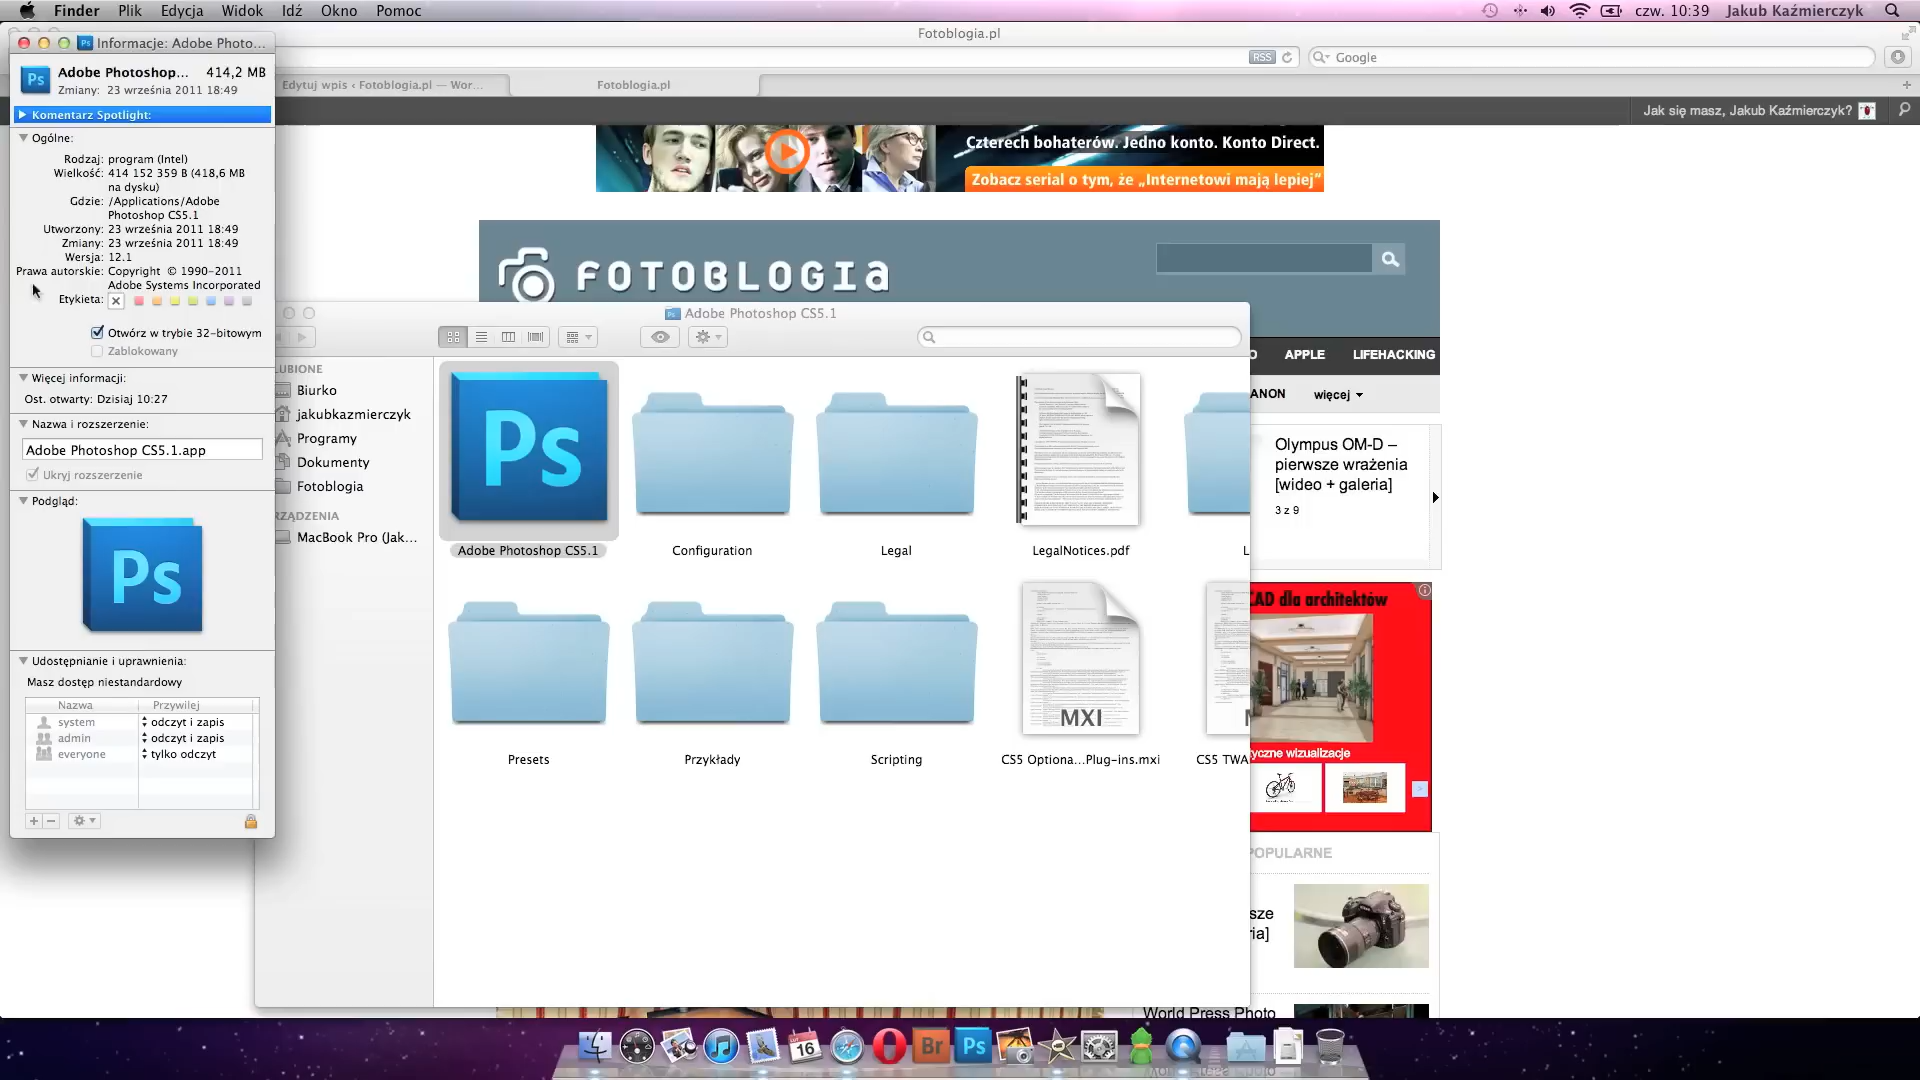 Finder Plik Edycja Widok Idź Okno Pomoc
czw. 10:39 Jakub Kaźmierczyk
Informacje: Adobe Photo...
Adobe Photoshop... 414,2 MB
Zmiany: 23 września 2011 18:49
Komentarz Spotlight:
Ogólne:
Rodzaj: program (Intel)
Wielkość: 414 152 359 B (418,6 MB
na dysku)
Gdzie: /Applications/Adobe
Photoshop CS5.1
Utworzony: 23 września 2011 18:49
Zmiany: 23 września 2011 18:49
Wersja: 12.1
Prawa autorskie: Copyright © 1990-2011
Adobe Systems Incorporated
Etykieta:
Otwórz w trybie 32-bitowym
Zablokowany
Więcej informacji:
Ost. otwarty: Dzisiaj 10:27
Nazwa i rozszerzenie:
Adobe Photoshop CS5.1.app
Ukryj rozszerzenie
Podgląd:
Ps
Udostępnianie i uprawnienia:
Masz dostęp niestandardowy
Nazwa Przywilej
system odczyt i zapis
admin odczyt i zapis
everyone tylko odczyt
Fotoblogia.pl
RSS
Google
Edytuj wpis ‹ Fotoblogia.pl — Wor...
Fotoblogia.pl
Jak się masz, Jakub Kaźmierczyk?
Czterech bohaterów. Jedno konto. Konto Direct.
Zobacz serial o tym, że „Internetowi mają lepiej”
FOTOBLOGIA
Adobe Photoshop CS5.1
LUBIONE
Biurko
jakubkazmierczyk
Programy
Dokumenty
Fotoblogia
RZĄDZENIA
MacBook Pro (Jak...
Ps
Adobe Photoshop CS5.1
Configuration
Legal
LegalNotices.pdf
L
Presets
Przykłady
Scripting
MXI
CS5 Optiona...Plug-ins.mxi
CS5 TWA
O APPLE LIFEHACKING
ANON więcej
Olympus OM-D –
pierwsze wrażenia
[wideo + galeria]
3 z 9
CAD dla architektów
tyczne wizualizacje
POPULARNE
sze
ria]
World Press Photo
16
Br
Ps